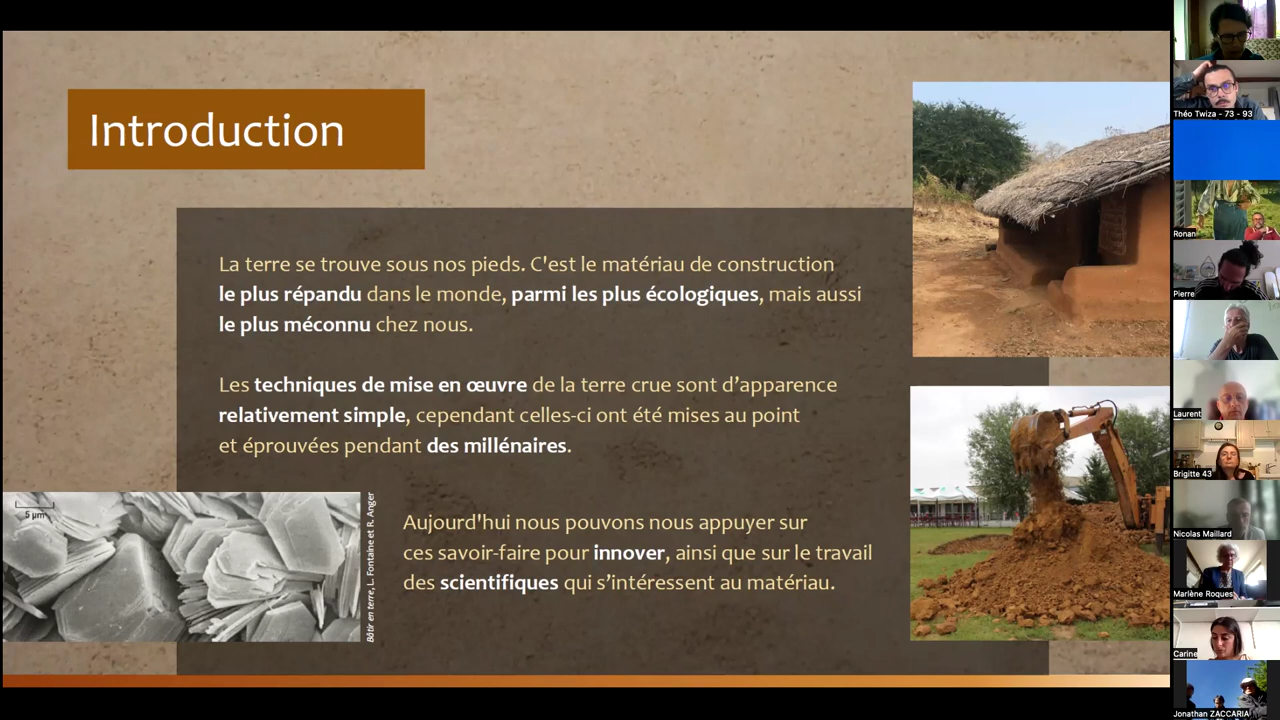 Introduction
La terre se trouve sous nos pieds. C'est le matériau de construction
le plus répandu dans le monde, parmi les plus écologiques, mais aussi
le plus méconnu chez nous.
Les techniques de mise en œuvre de la terre crue sont d’apparence
relativement simple, cependant celles-ci ont été mises au point
et éprouvées pendant des millénaires.
5 µm
Bâtir en terre, L. Fontaine et R. Anger
Aujourd'hui nous pouvons nous appuyer sur
ces savoir-faire pour innover, ainsi que sur le travail
des scientifiques qui s’intéressent au matériau.
Théo Twiza - 73 - 93
Ronan
Pierre
Laurent
Brigitte 43
Nicolas Maillard
Marlène Roques
Carine
Jonathan ZACCARIA